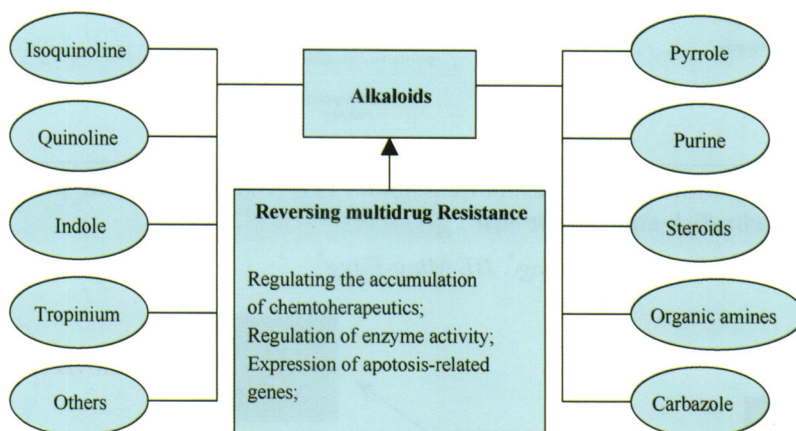 Isoquinoline
Quinoline
Indole
Tropinium
Others
Alkaloids
Reversing multidrug Resistance
Regulating the accumulation
of chemtoherapeutics;
Regulation of enzyme activity;
Expression of apotosis-related
genes;
Pyrrole
Purine
Steroids
Organic amines
Carbazole